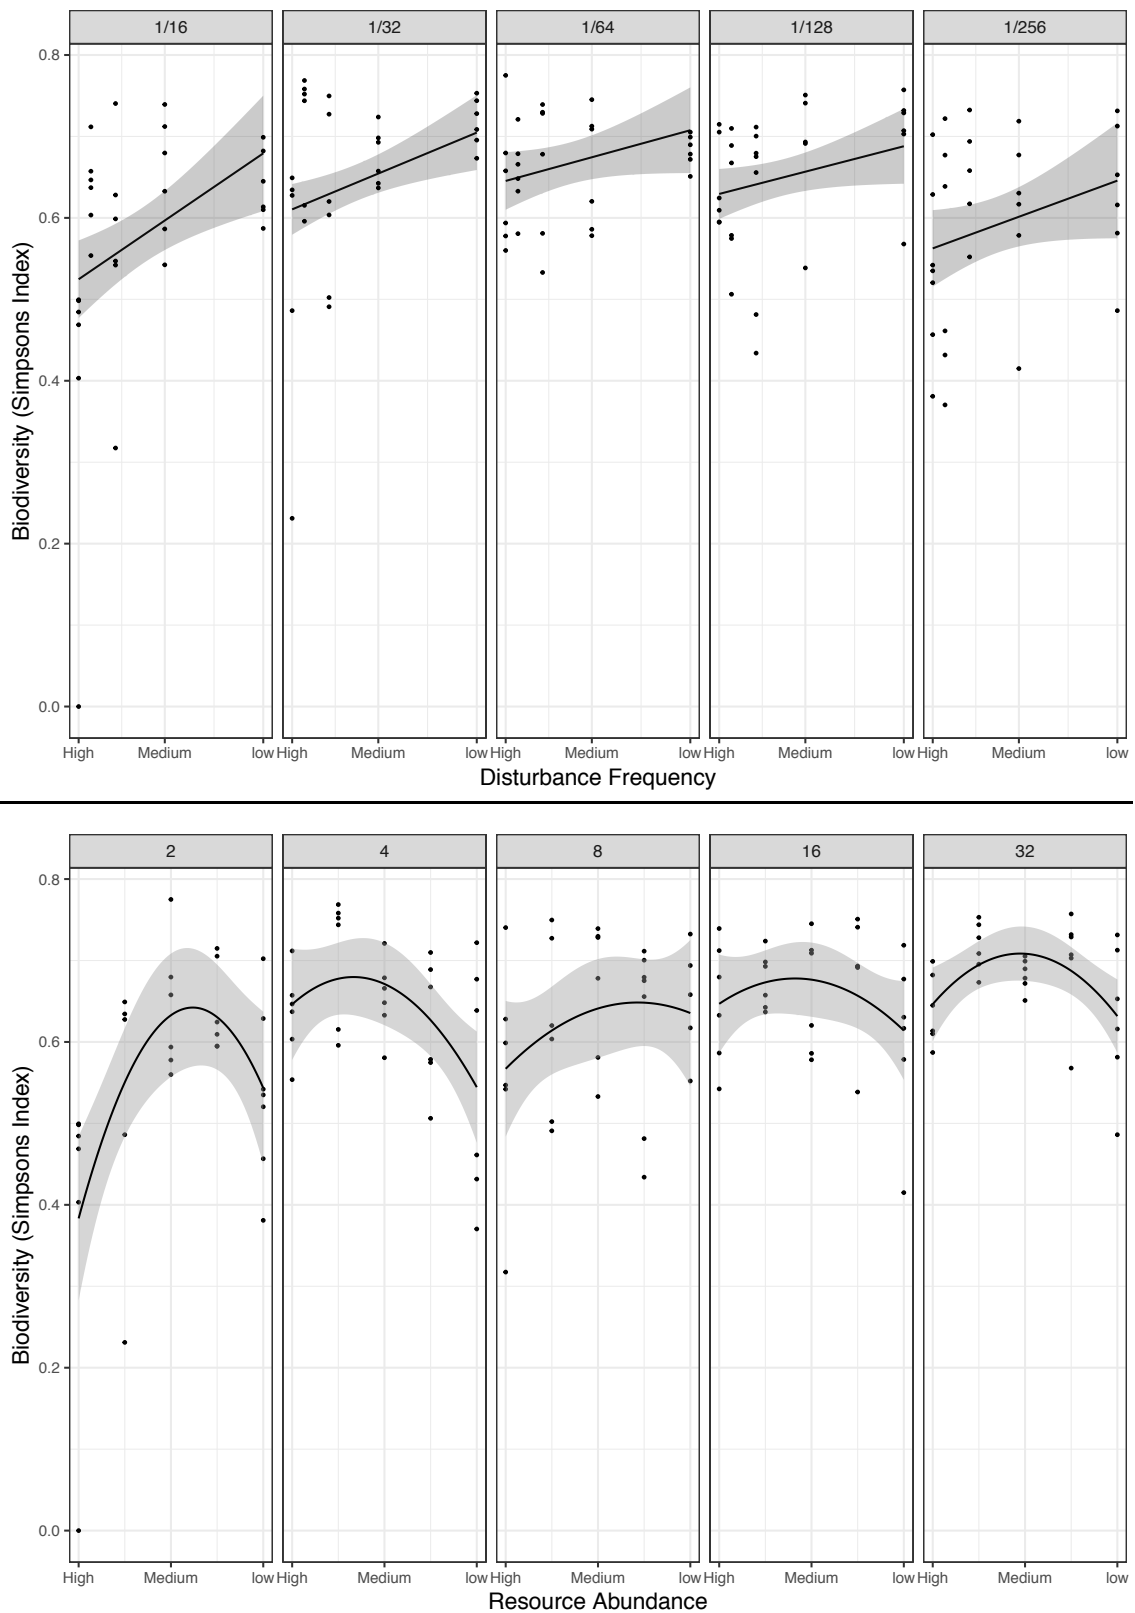 1/16 1/32 1/64 1/128 1/256
0.8
0.6
0.4
0.2
0.0
Biodiversity (Simpsons Index)
High Medium low High Medium low High Medium low High Medium low High Medium low
Disturbance Frequency
2 4 8 16 32
0.8
0.6
0.4
0.2
0.0
Biodiversity (Simpsons Index)
High Medium low High Medium low High Medium low High Medium low High Medium low
Resource Abundance